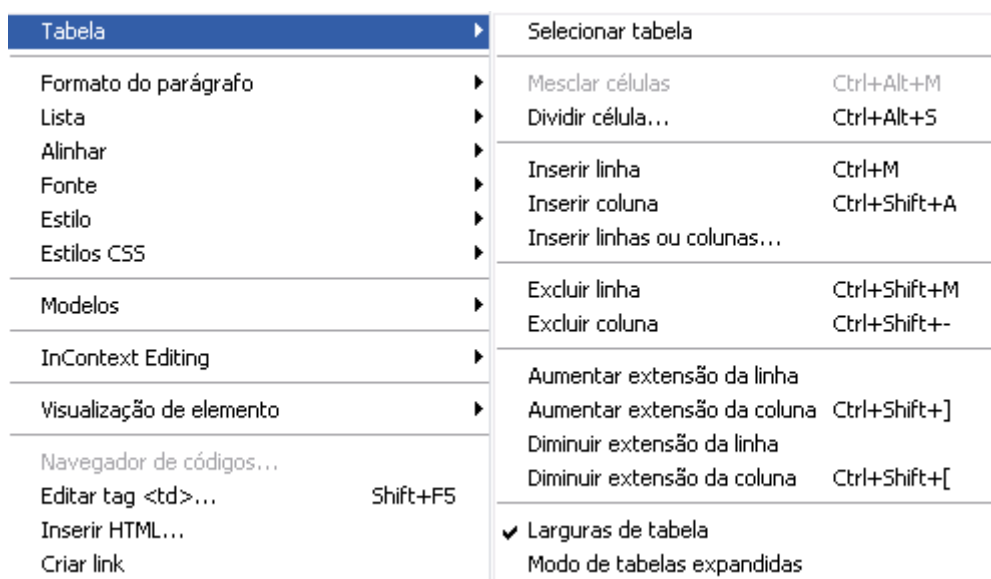 Tabela
Formato do parágrafo
Lista
Alinhar
Fonte
Estilo
Estilos CSS
Modelos
InContext Editing
Visualização de elemento
Navegador de códigos...
Editar tag <td>... Shift+F5
Inserir HTML...
Criar link
Selecionar tabela
Mesclar células Ctrl+Alt+M
Dividir célula... Ctrl+Alt+S
Inserir linha Ctrl+M
Inserir coluna Ctrl+Shift+A
Inserir linhas ou colunas...
Excluir linha Ctrl+Shift+M
Excluir coluna Ctrl+Shift+-
Aumentar extensão da linha
Aumentar extensão da coluna Ctrl+Shift+]
Diminuir extensão da linha
Diminuir extensão da coluna Ctrl+Shift+[
Larguras de tabela
Modo de tabelas expandidas